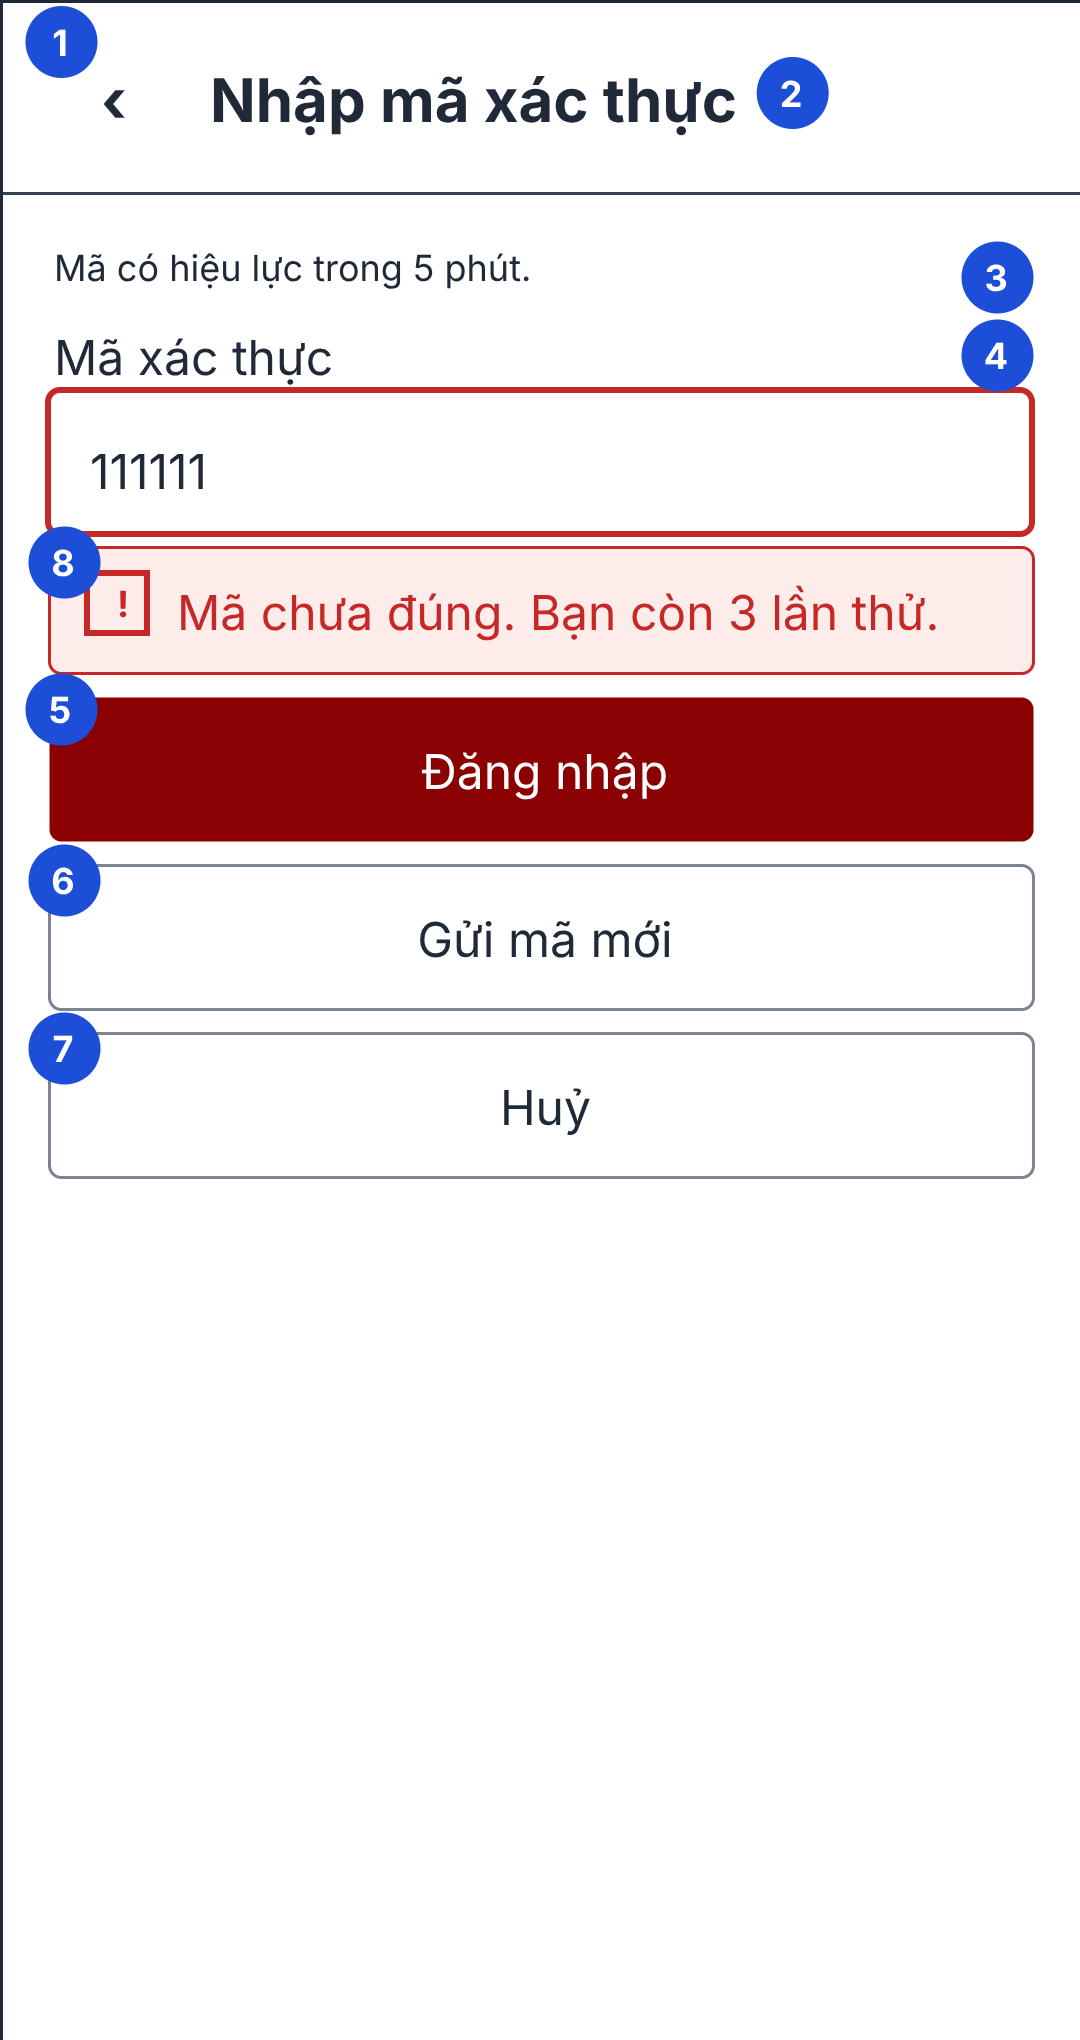 1
‹ Nhập mã xác thực 2
Mã có hiệu lực trong 5 phút. 3
Mã xác thực 4
111111
8
! Mã chưa đúng. Bạn còn 3 lần thử.
5
Đăng nhập
6
Gửi mã mới
7
Huỷ